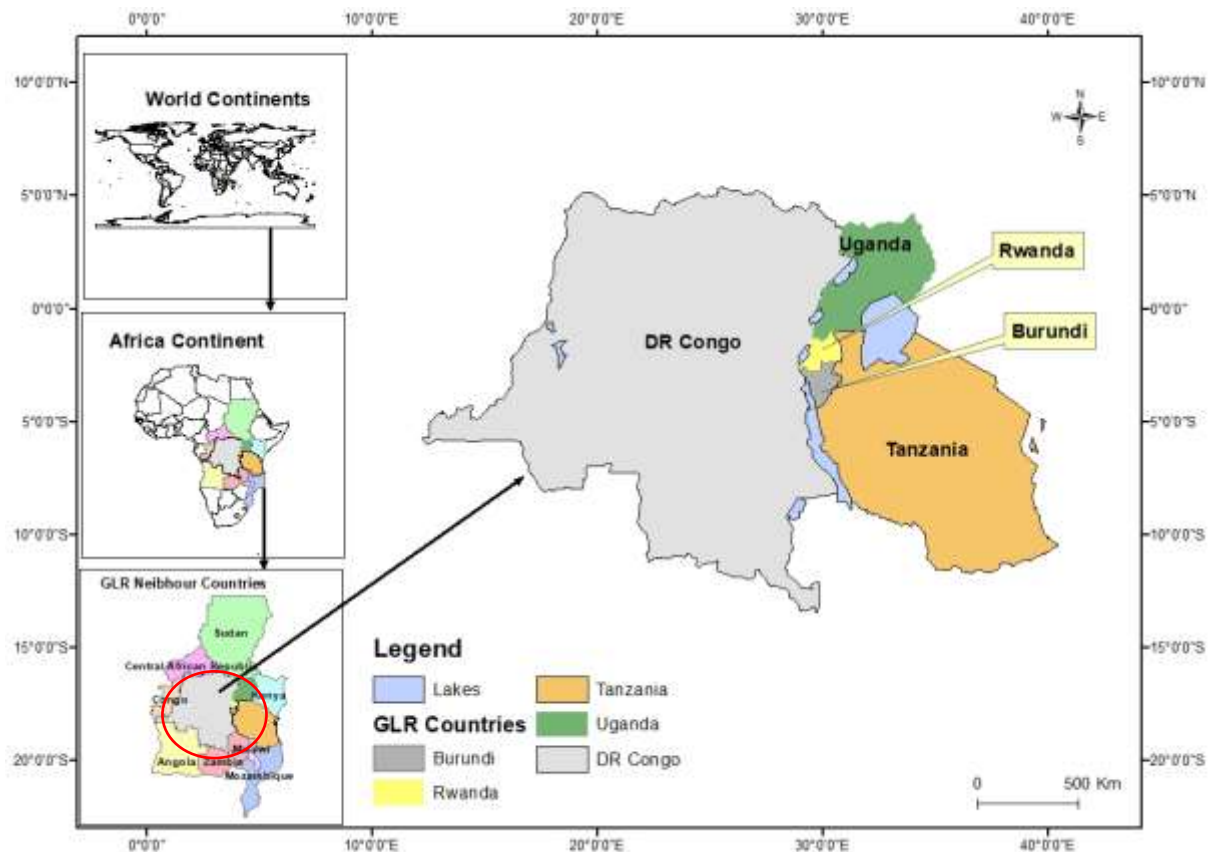 0°0'0"
10°0'0"E
20°0'0"E
30°0'0"E
40°0'0"E
10°0'0"N
5°0'0"N
0°0'0"
5°0'0"S
10°0'0"S
15°0'0"S
20°0'0"S
World Continents
Africa Continent
GLR Neibhour Countries
Sudan
Central African Republic
Congo
Kenya
Malawi
Angola
Zambia
Mozambique
N
W
E
S
Uganda
Rwanda
DR Congo
Burundi
Tanzania
Legend
Lakes
GLR Countries
Burundi
Rwanda
Tanzania
Uganda
DR Congo
0 500 Km
10°0'0"N
5°0'0"N
0°0'0"
5°0'0"S
10°0'0"S
15°0'0"S
20°0'0"S
0°0'0"
10°0'0"E
20°0'0"E
30°0'0"E
40°0'0"E